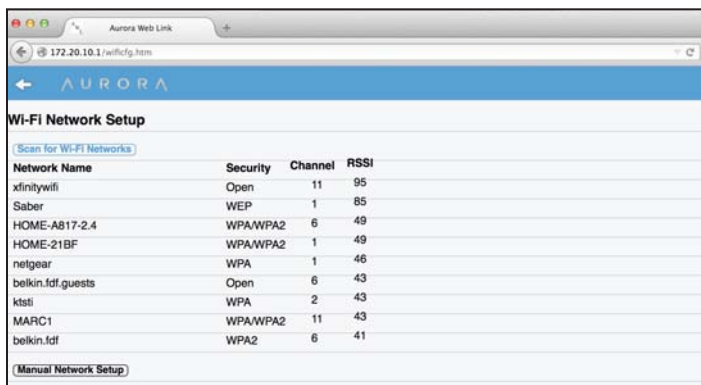 Aurora Web Link
172.20.10.1/wificfg.htm
AURORA
Wi-Fi Network Setup
Scan for Wi-Fi Networks
Network Name Security Channel RSSI
xfinitywifi Open 11 95
Saber WEP 1 85
HOME-A817-2.4 WPA/WPA2 6 49
HOME-21BF WPA/WPA2 1 49
netgear WPA 1 46
belkin.fdf.guests Open 6 43
ktsti WPA 2 43
MARC1 WPA/WPA2 11 43
belkin.fdf WPA2 6 41
Manual Network Setup